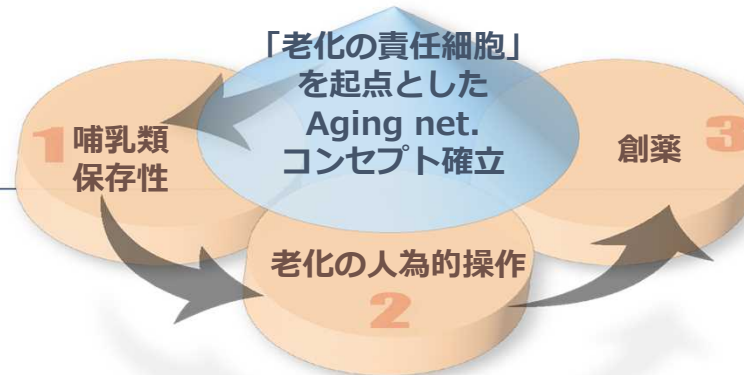 「老化の責任細胞」
を起点とした
Aging net.
コンセプト確立
1
哺乳類
保存性
老化の人為的操作
2
創薬
3